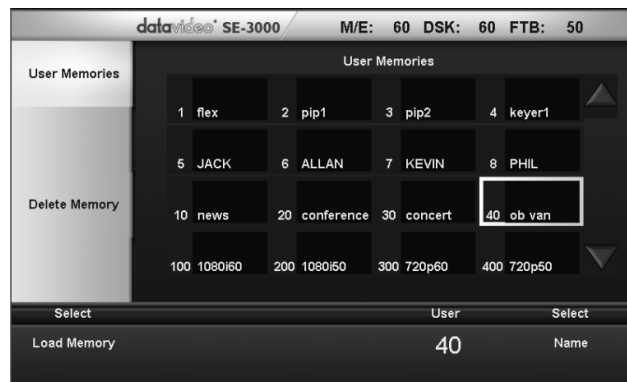 datavideo® SE-3000 M/E: 60 DSK: 60 FTB: 50
User Memories
User Memories
1 flex 2 pip1 3 pip2 4 keyer1
5 JACK 6 ALLAN 7 KEVIN 8 PHIL
Delete Memory
10 news 20 conference 30 concert 40 ob van
100 1080i60 200 1080i50 300 720p60 400 720p50
Select User Select
Load Memory 40 Name